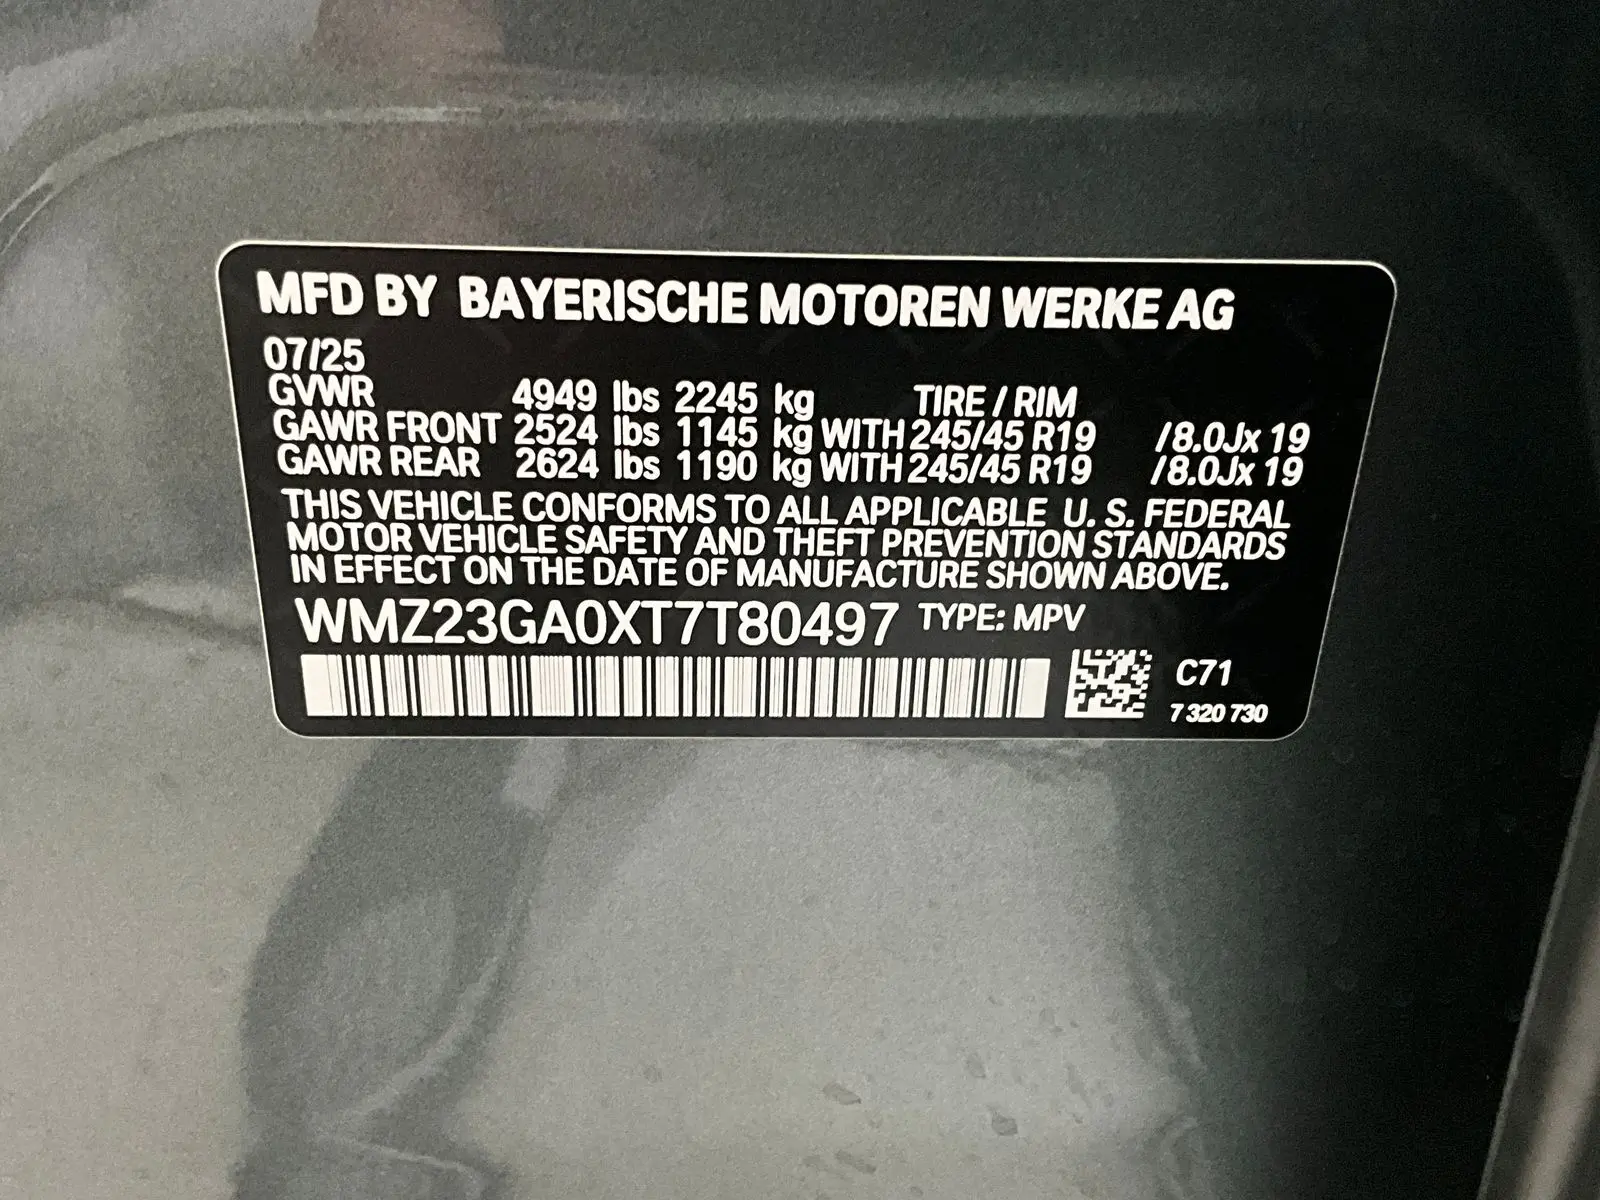 MFD BY BAYERISCHE MOTOREN WERKE AG
07/25
GVWR 4949 lbs 2245 kg TIRE / RIM
GAWR FRONT 2524 lbs 1145 kg WITH 245/45 R19 /8.0Jx 19
GAWR REAR 2624 lbs 1190 kg WITH 245/45 R19 /8.0Jx 19
THIS VEHICLE CONFORMS TO ALL APPLICABLE U. S. FEDERAL
MOTOR VEHICLE SAFETY AND THEFT PREVENTION STANDARDS
IN EFFECT ON THE DATE OF MANUFACTURE SHOWN ABOVE.
WMZ23GA0XT7T80497 TYPE: MPV
C71
7 320 730